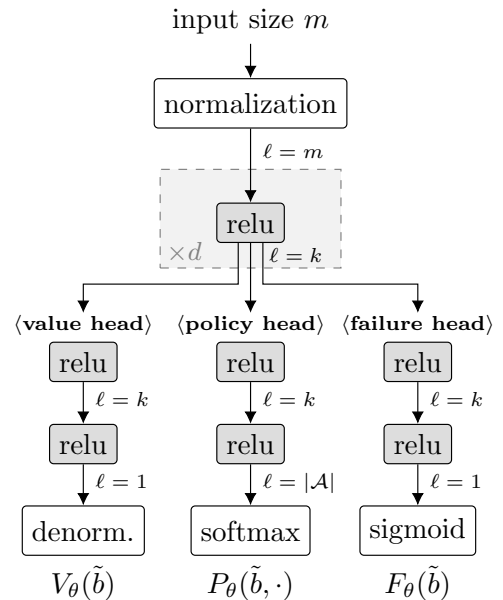 input size m
normalization
ℓ = m
relu
×d
ℓ = k
⟨value head⟩ ⟨policy head⟩ ⟨failure head⟩
relu relu relu
ℓ = k ℓ = k ℓ = k
relu relu relu
ℓ = 1 ℓ = |𝒜| ℓ = 1
denorm. softmax sigmoid
V_θ(b̃) P_θ(b̃, ·) F_θ(b̃)